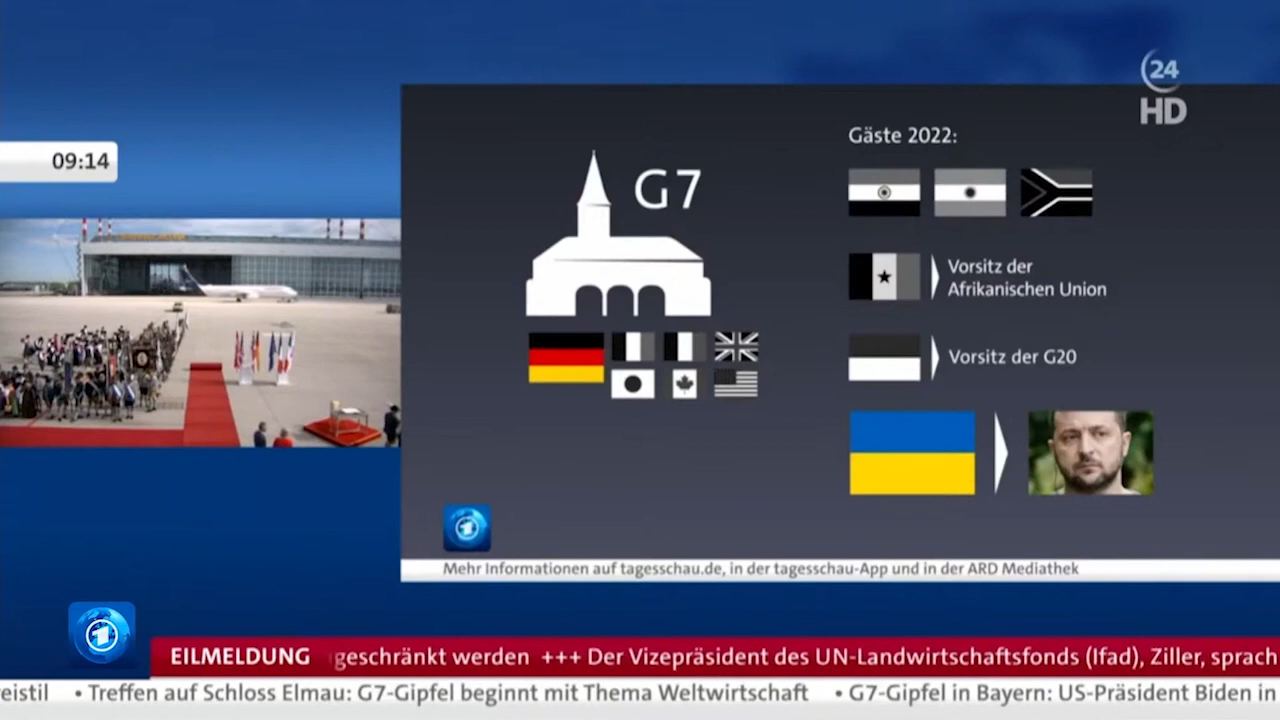 24
HD
09:14
G7
Gäste 2022:
Vorsitz der
Afrikanischen Union
Vorsitz der G20
1
Mehr Informationen auf tagesschau.de, in der tagesschau-App und in der ARD Mediathek
1
EILMELDUNG geschränkt werden +++ Der Vizepräsident des UN-Landwirtschaftsfonds (Ifad), Ziller, sprach
eistil • Treffen auf Schloss Elmau: G7-Gipfel beginnt mit Thema Weltwirtschaft • G7-Gipfel in Bayern: US-Präsident Biden in